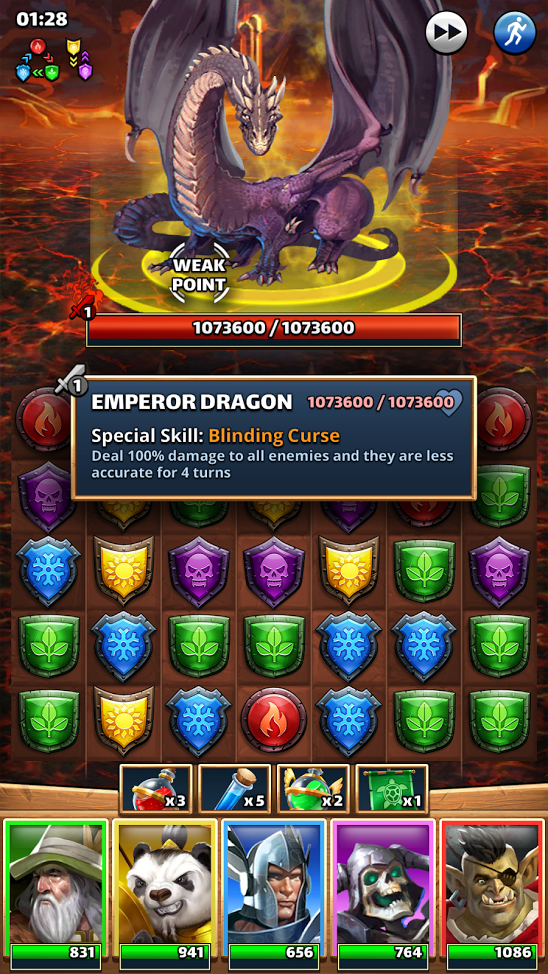 01:28
WEAK
POINT
1
1073600 / 1073600
1
EMPEROR DRAGON 1073600 / 1073600
Special Skill: Blinding Curse
Deal 100% damage to all enemies and they are less
accurate for 4 turns
x3 x5 x2 x1
831 941 656 764 1086